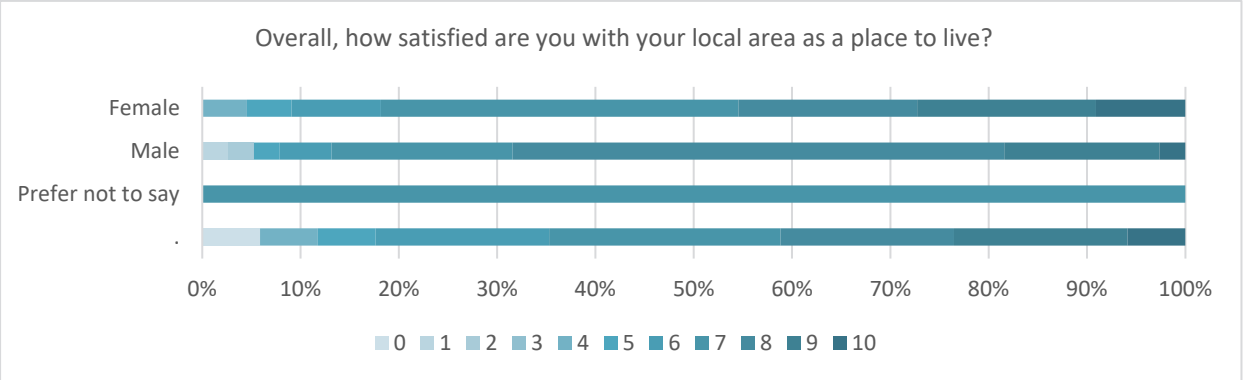 Overall, how satisfied are you with your local area as a place to live?
Female
Male
Prefer not to say
.
0% 10% 20% 30% 40% 50% 60% 70% 80% 90% 100%
0 1 2 3 4 5 6 7 8 9 10